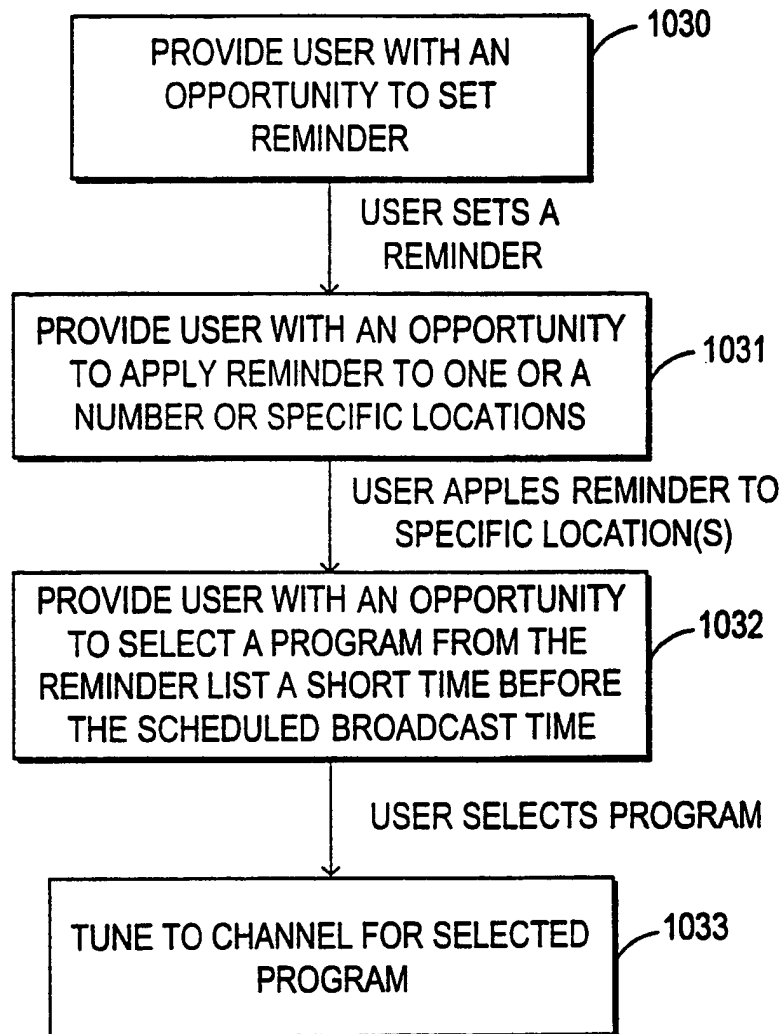 PROVIDE USER WITH AN
OPPORTUNITY TO SET
REMINDER
1030
USER SETS A
REMINDER
PROVIDE USER WITH AN OPPORTUNITY
TO APPLY REMINDER TO ONE OR A
NUMBER OR SPECIFIC LOCATIONS
1031
USER APPLES REMINDER TO
SPECIFIC LOCATION(S)
PROVIDE USER WITH AN OPPORTUNITY
TO SELECT A PROGRAM FROM THE
REMINDER LIST A SHORT TIME BEFORE
THE SCHEDULED BROADCAST TIME
1032
USER SELECTS PROGRAM
TUNE TO CHANNEL FOR SELECTED
PROGRAM
1033